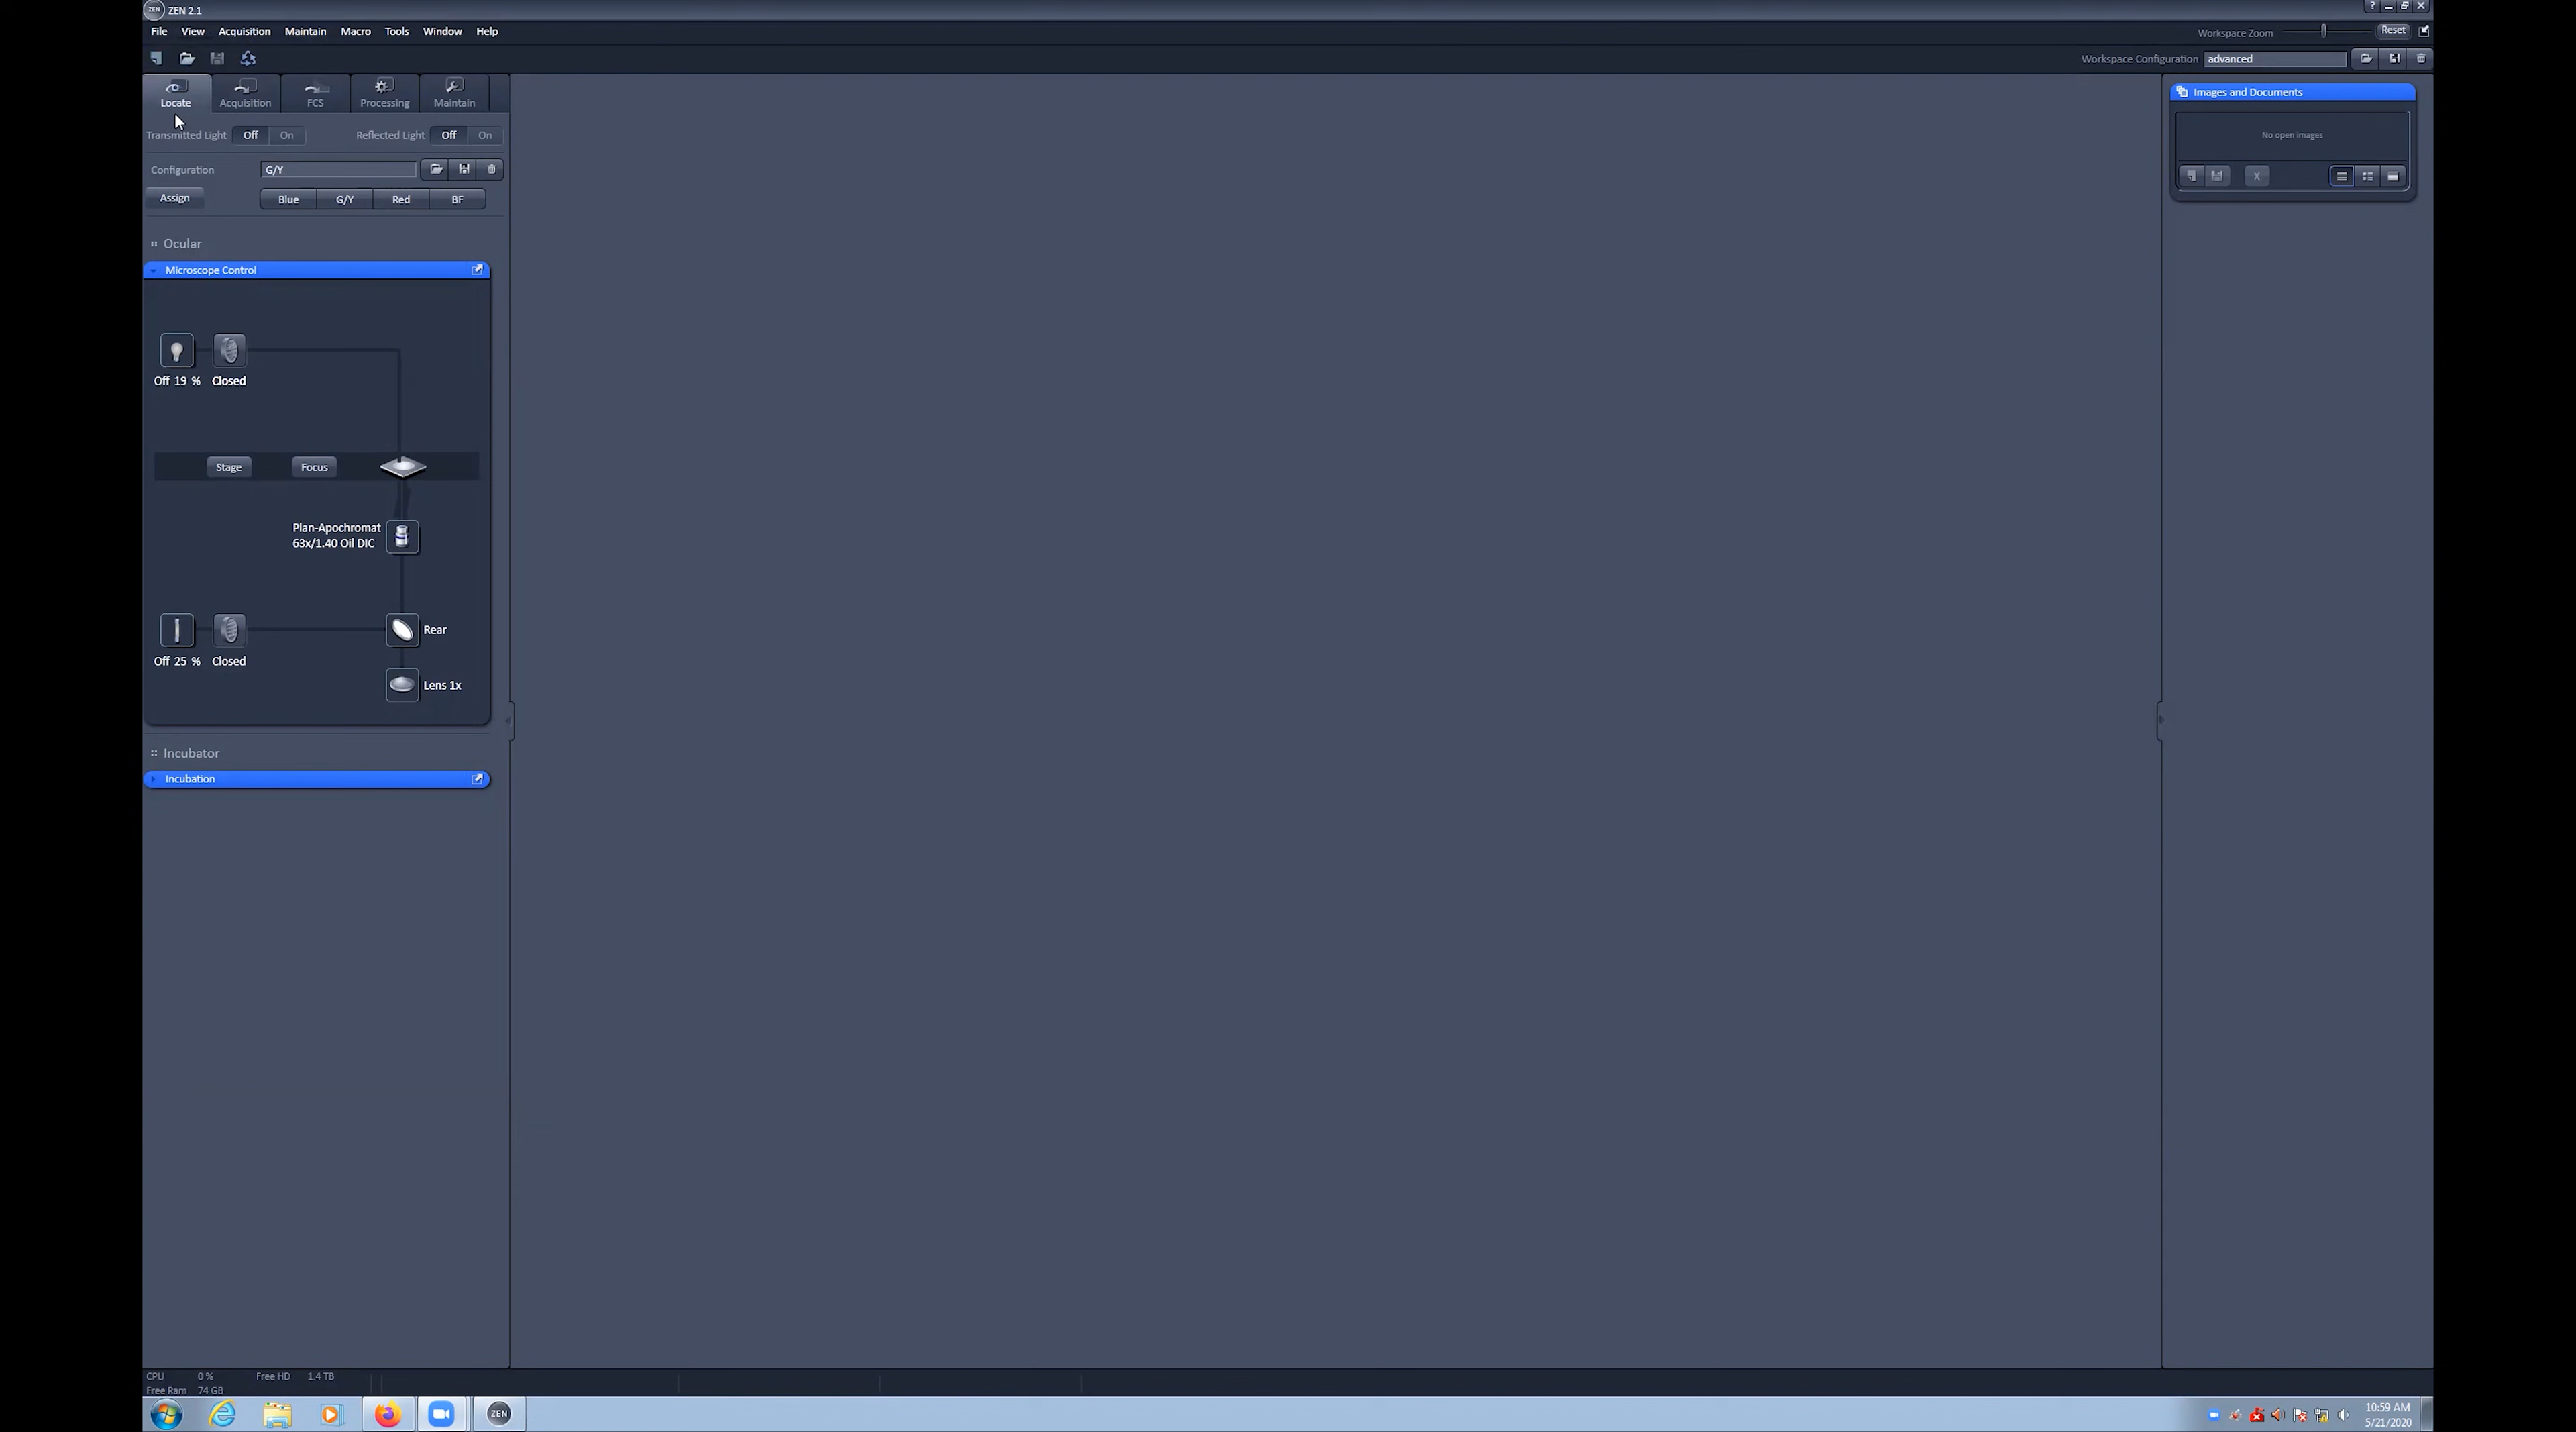 ZEN ZEN 2.1
File View Acquisition Maintain Macro Tools Window Help
Workspace Zoom Reset
Workspace Configuration advanced
Locate Acquisition FCS Processing Maintain
Transmitted Light Off On Reflected Light Off On
Configuration G/Y
Assign Blue G/Y Red BF
Ocular
Microscope Control
Off 19 % Closed
Stage Focus
Plan-Apochromat
63x/1.40 Oil DIC
Rear
Off 25 % Closed
Lens 1x
Incubator
Incubation
Images and Documents
No open images
X
CPU 0 % Free HD 1.4 TB
Free Ram 74 GB
ZEN
10:59 AM
5/21/2020